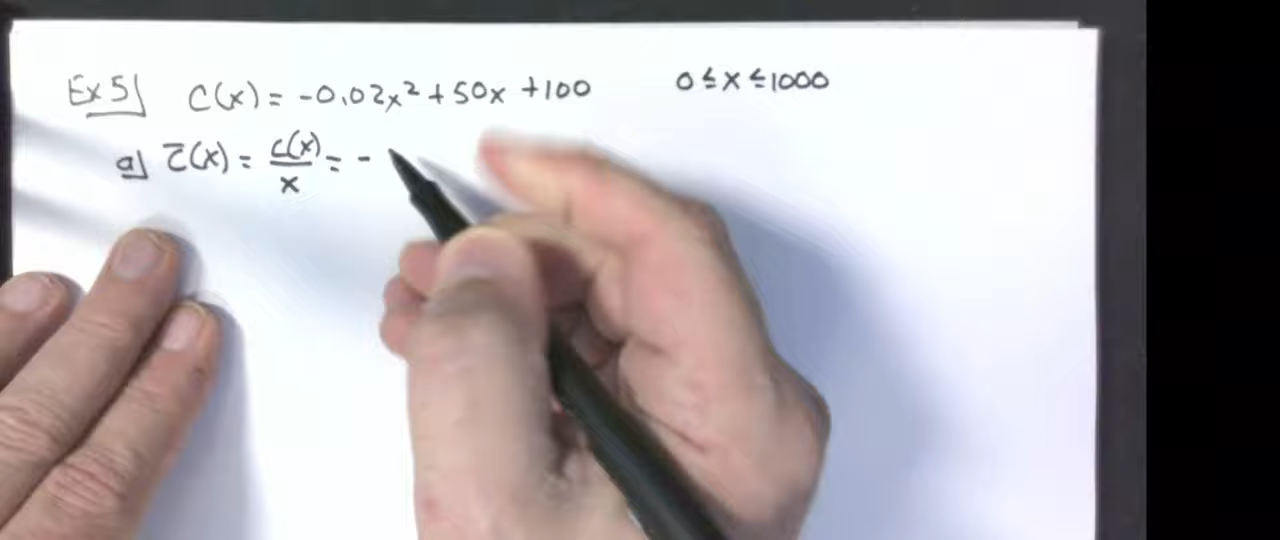 Ex 5] C(x) = -0.02x² + 50x + 100 0 ≤ x ≤ 1000
a] C̅(x) = C(x)/x = -